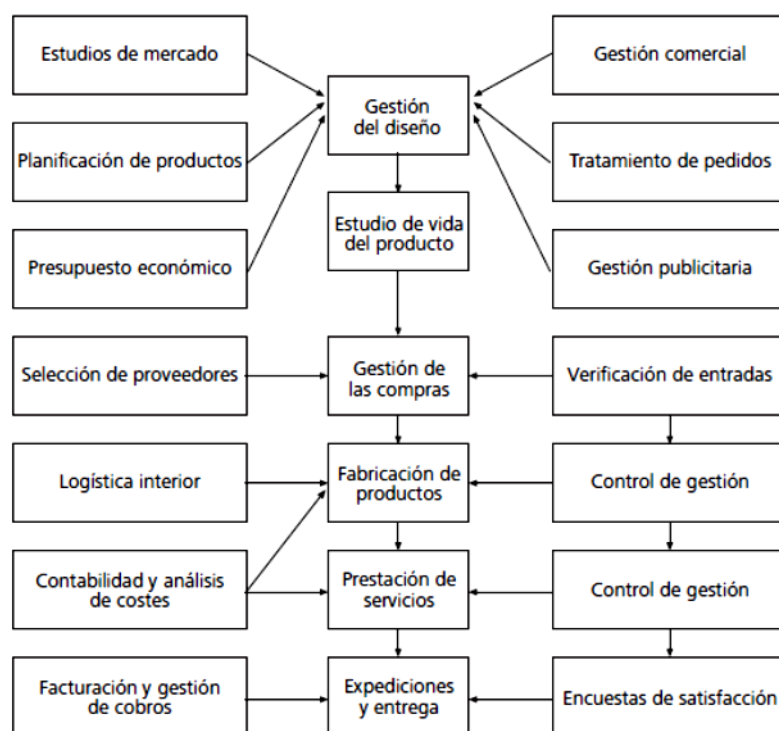 Estudios de mercado
Gestión comercial
Gestión
del diseño
Planificación de productos
Tratamiento de pedidos
Estudio de vida
del producto
Presupuesto económico
Gestión publicitaria
Selección de proveedores
Gestión de
las compras
Verificación de entradas
Logística interior
Fabricación de
productos
Control de gestión
Contabilidad y análisis
de costes
Prestación de
servicios
Control de gestión
Facturación y gestión
de cobros
Expediciones
y entrega
Encuestas de satisfacción